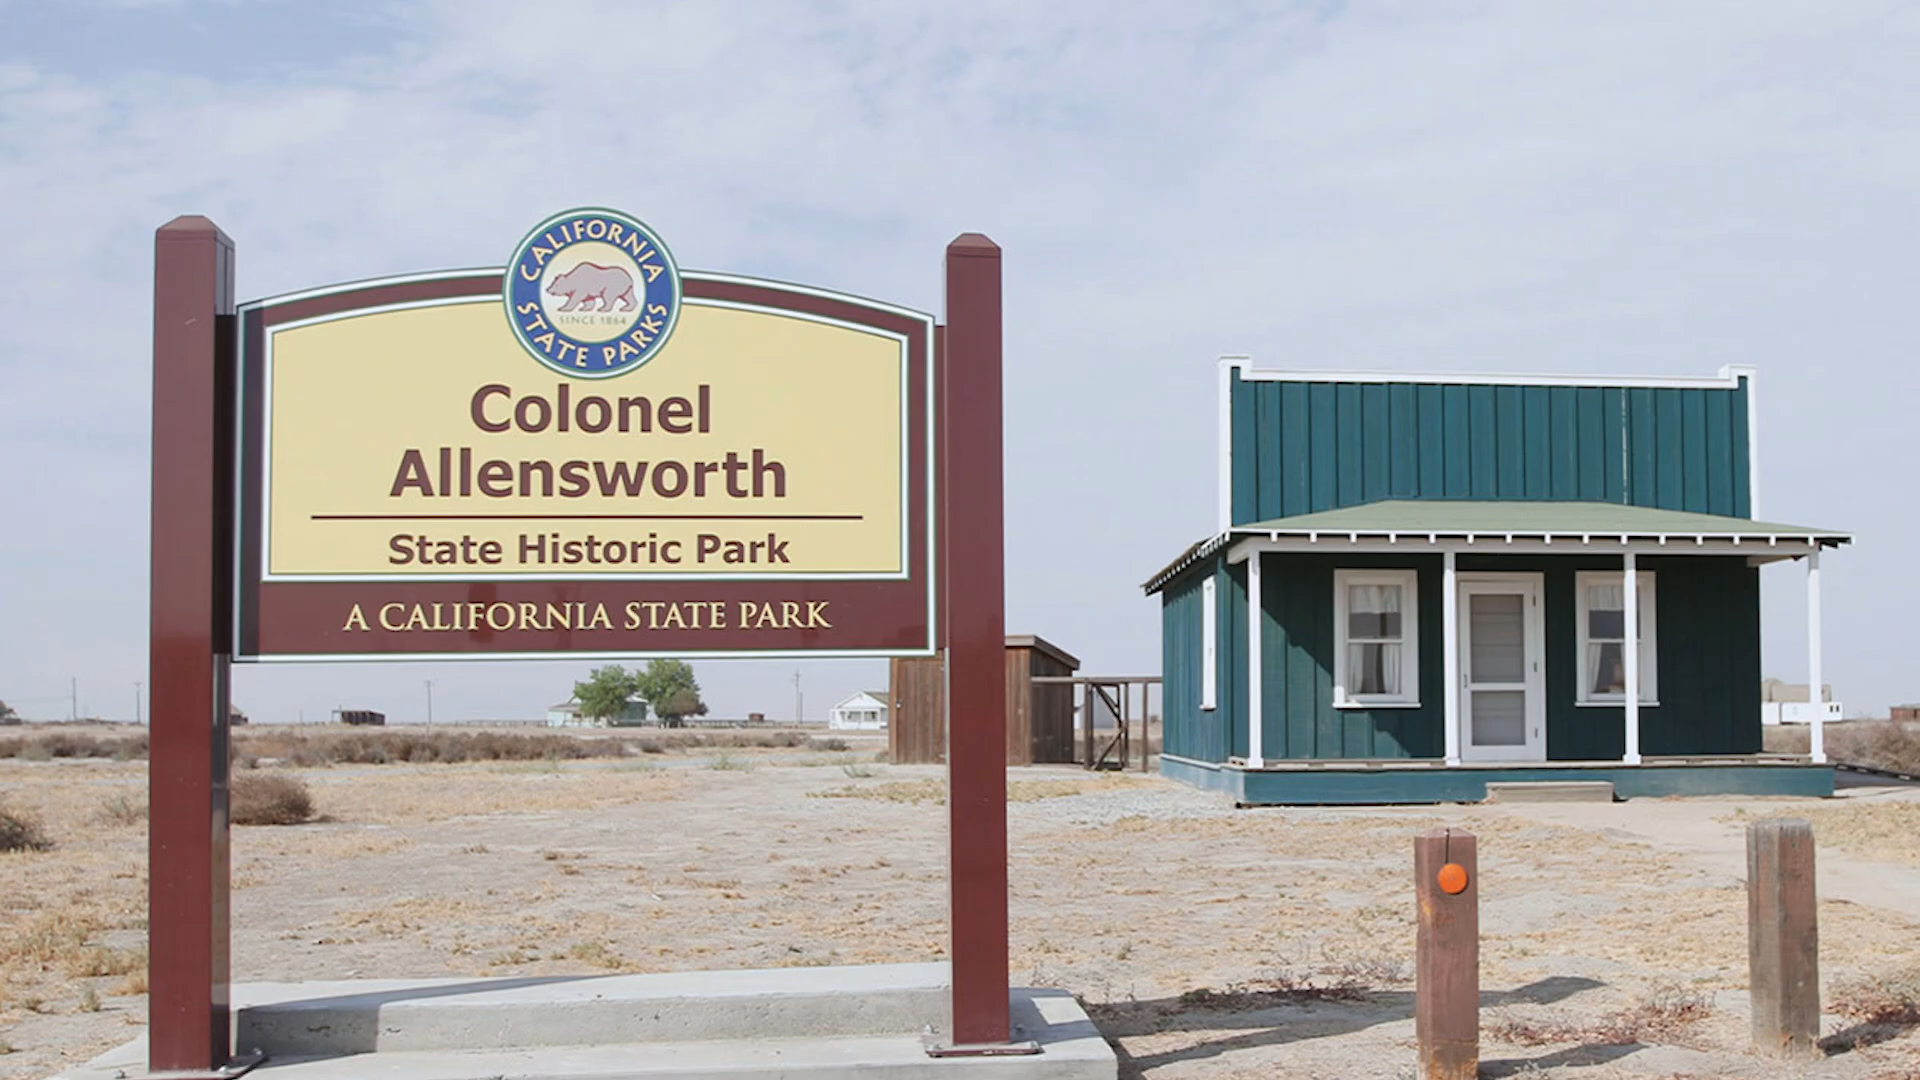 CALIFORNIA
SINCE 1864
STATE PARKS
Colonel
Allensworth
State Historic Park
A CALIFORNIA STATE PARK